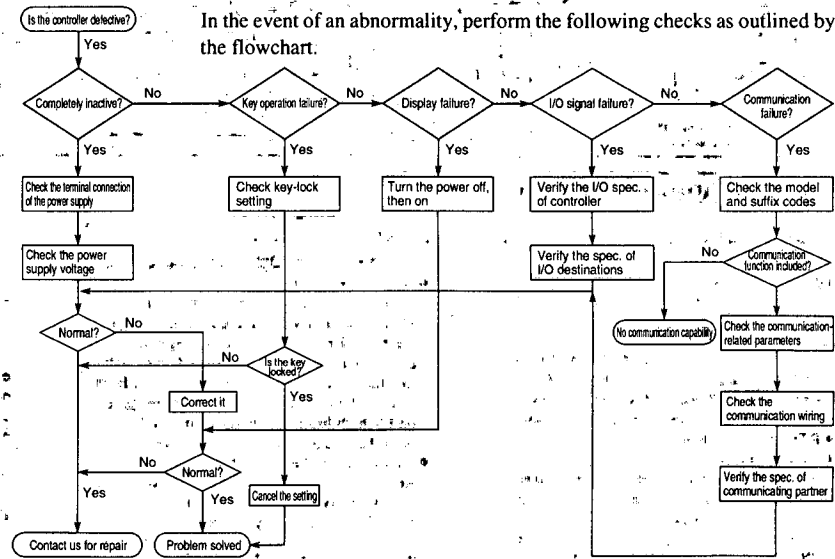 In the event of an abnormality, perform the following checks as outlined by
the flowchart.
Is the controller defective?
Yes
Completely inactive?
No
Key operation failure?
No
Display failure?
No
I/O signal failure?
No
Communication
failure?
Yes
Yes
Yes
Yes
Yes
Check the terminal connection
of the power supply
Check key-lock
setting
Turn the power off,
then on
Verify the I/O spec.
of controller
Check the model
and suffix codes
Check the power
supply voltage
Verify the spec. of
I/O destinations
No
Communication
function included?
Normal?
No
No communication capability
Check the communication-
related parameters
No
Is the key
locked?
Yes
Correct it
Check the
communication wiring
No
Normal?
Yes
Yes
Cancel the setting
Verify the spec. of
communicating partner
Contact us for repair
Problem solved